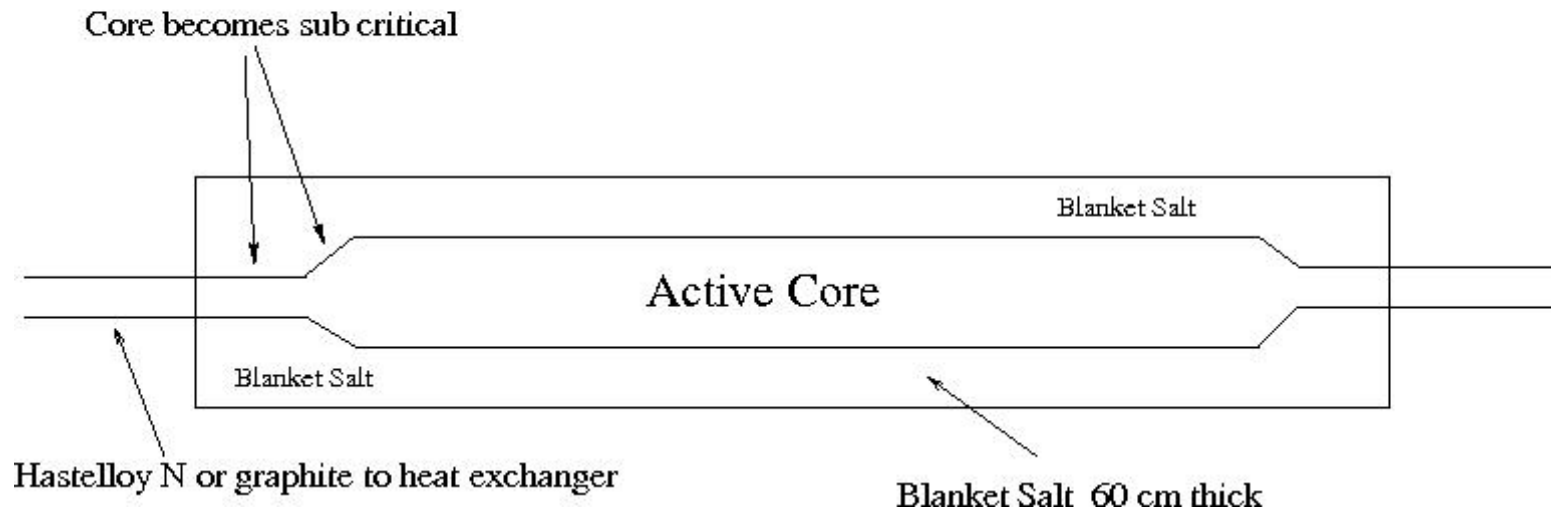 Core becomes sub critical
Blanket Salt
Active Core
Blanket Salt
Hastelloy N or graphite to heat exchanger
Blanket Salt 60 cm thick